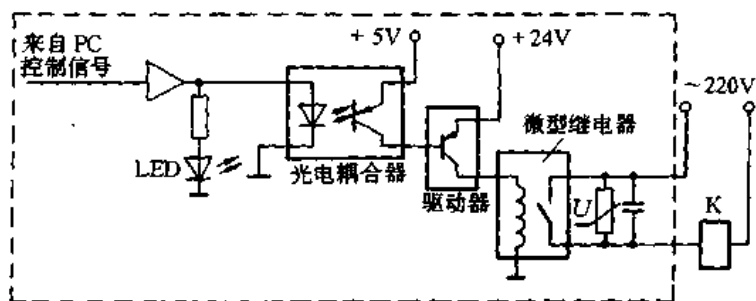 来自PC
控制信号
+5V
+24V
~220V
微型继电器
LED
光电耦合器
驱动器
U
K